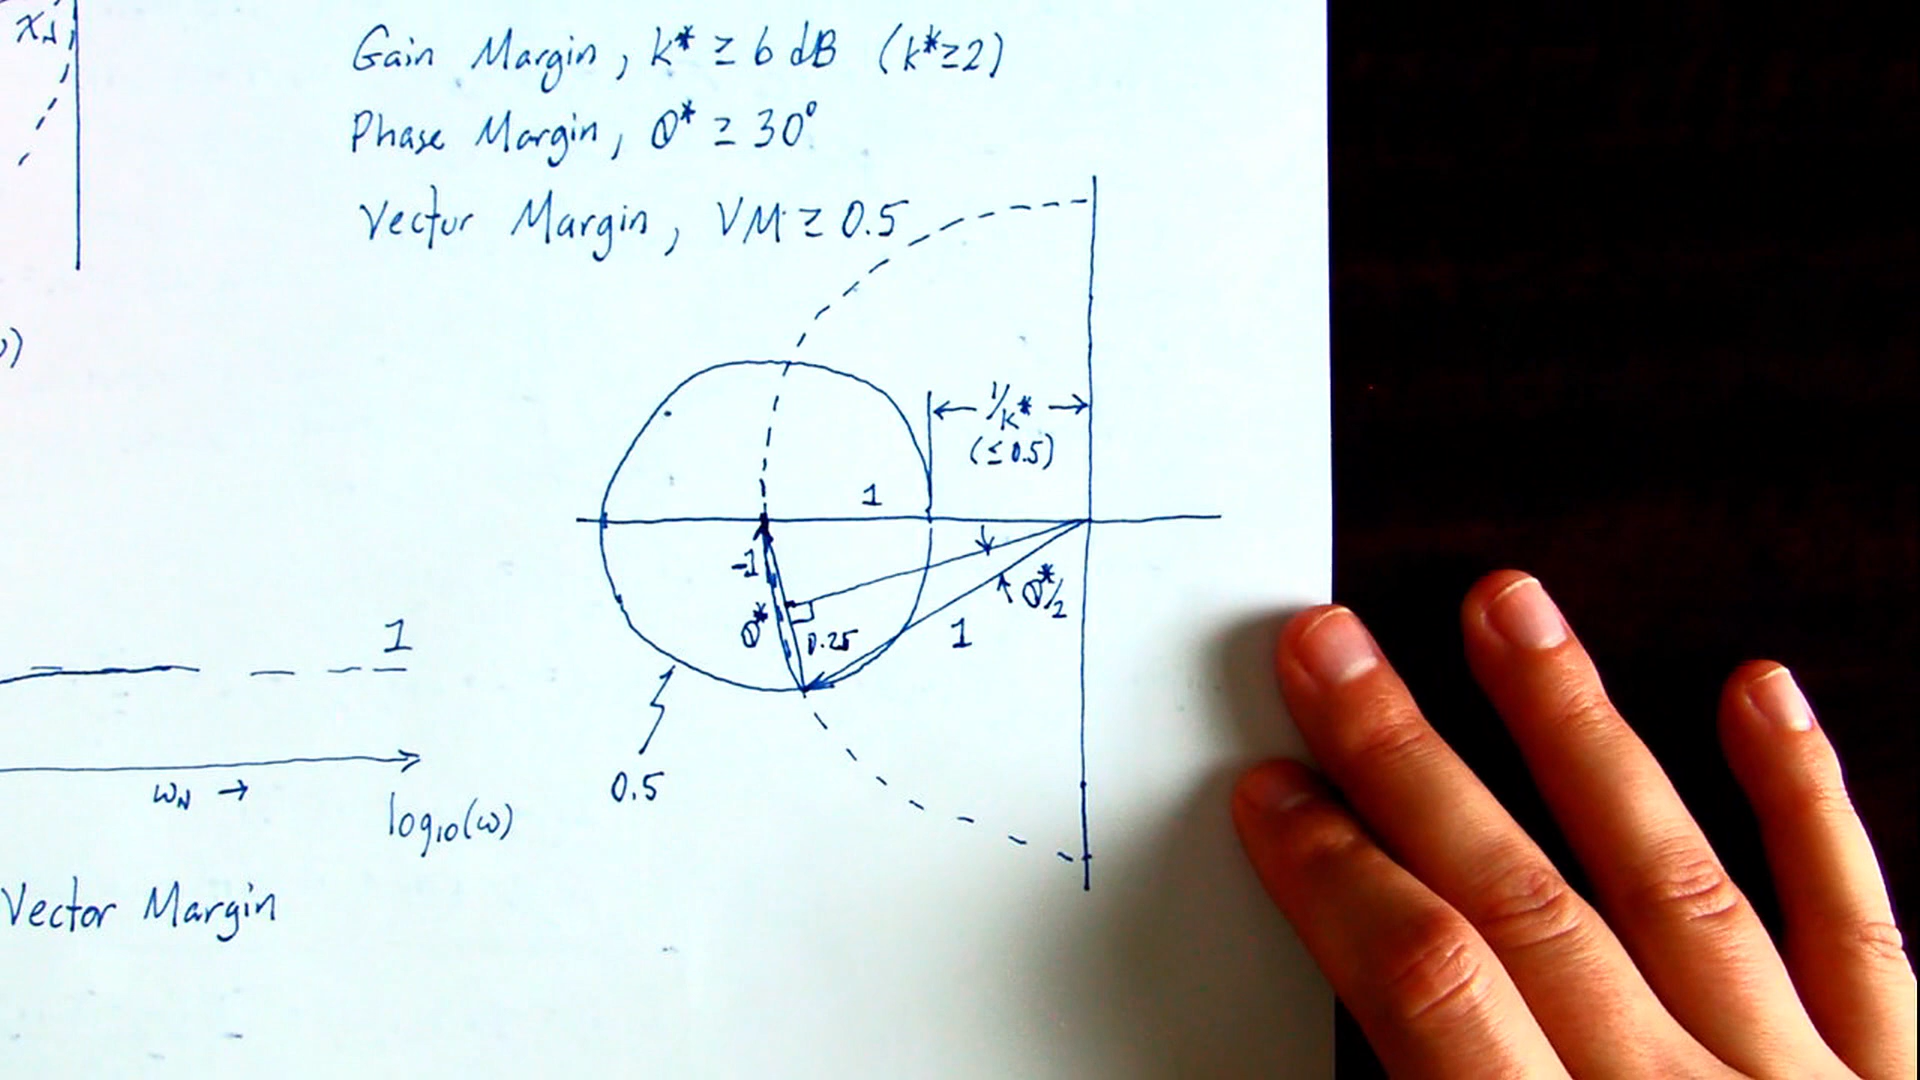 Gain Margin, k* ≥ 6 dB (k*≥2)
Phase Margin, Θ* ≥ 30°
Vector Margin, VM ≥ 0.5
1/k*
(≤ 0.5)
1
-1
Θ*
0.25
Θ*/2
1
0.5
1
ω_N →
log₁₀(ω)
Vector Margin